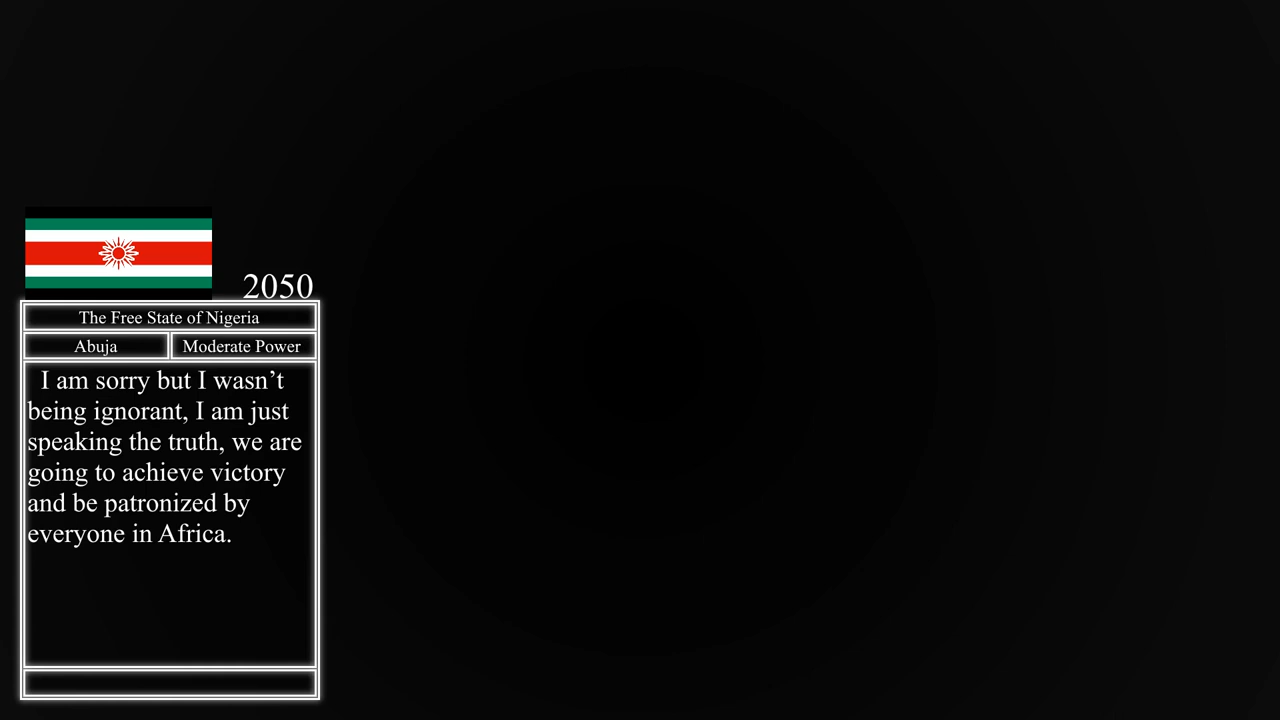 2050
The Free State of Nigeria
Abuja
Moderate Power
I am sorry but I wasn’t
being ignorant, I am just
speaking the truth, we are
going to achieve victory
and be patronized by
everyone in Africa.